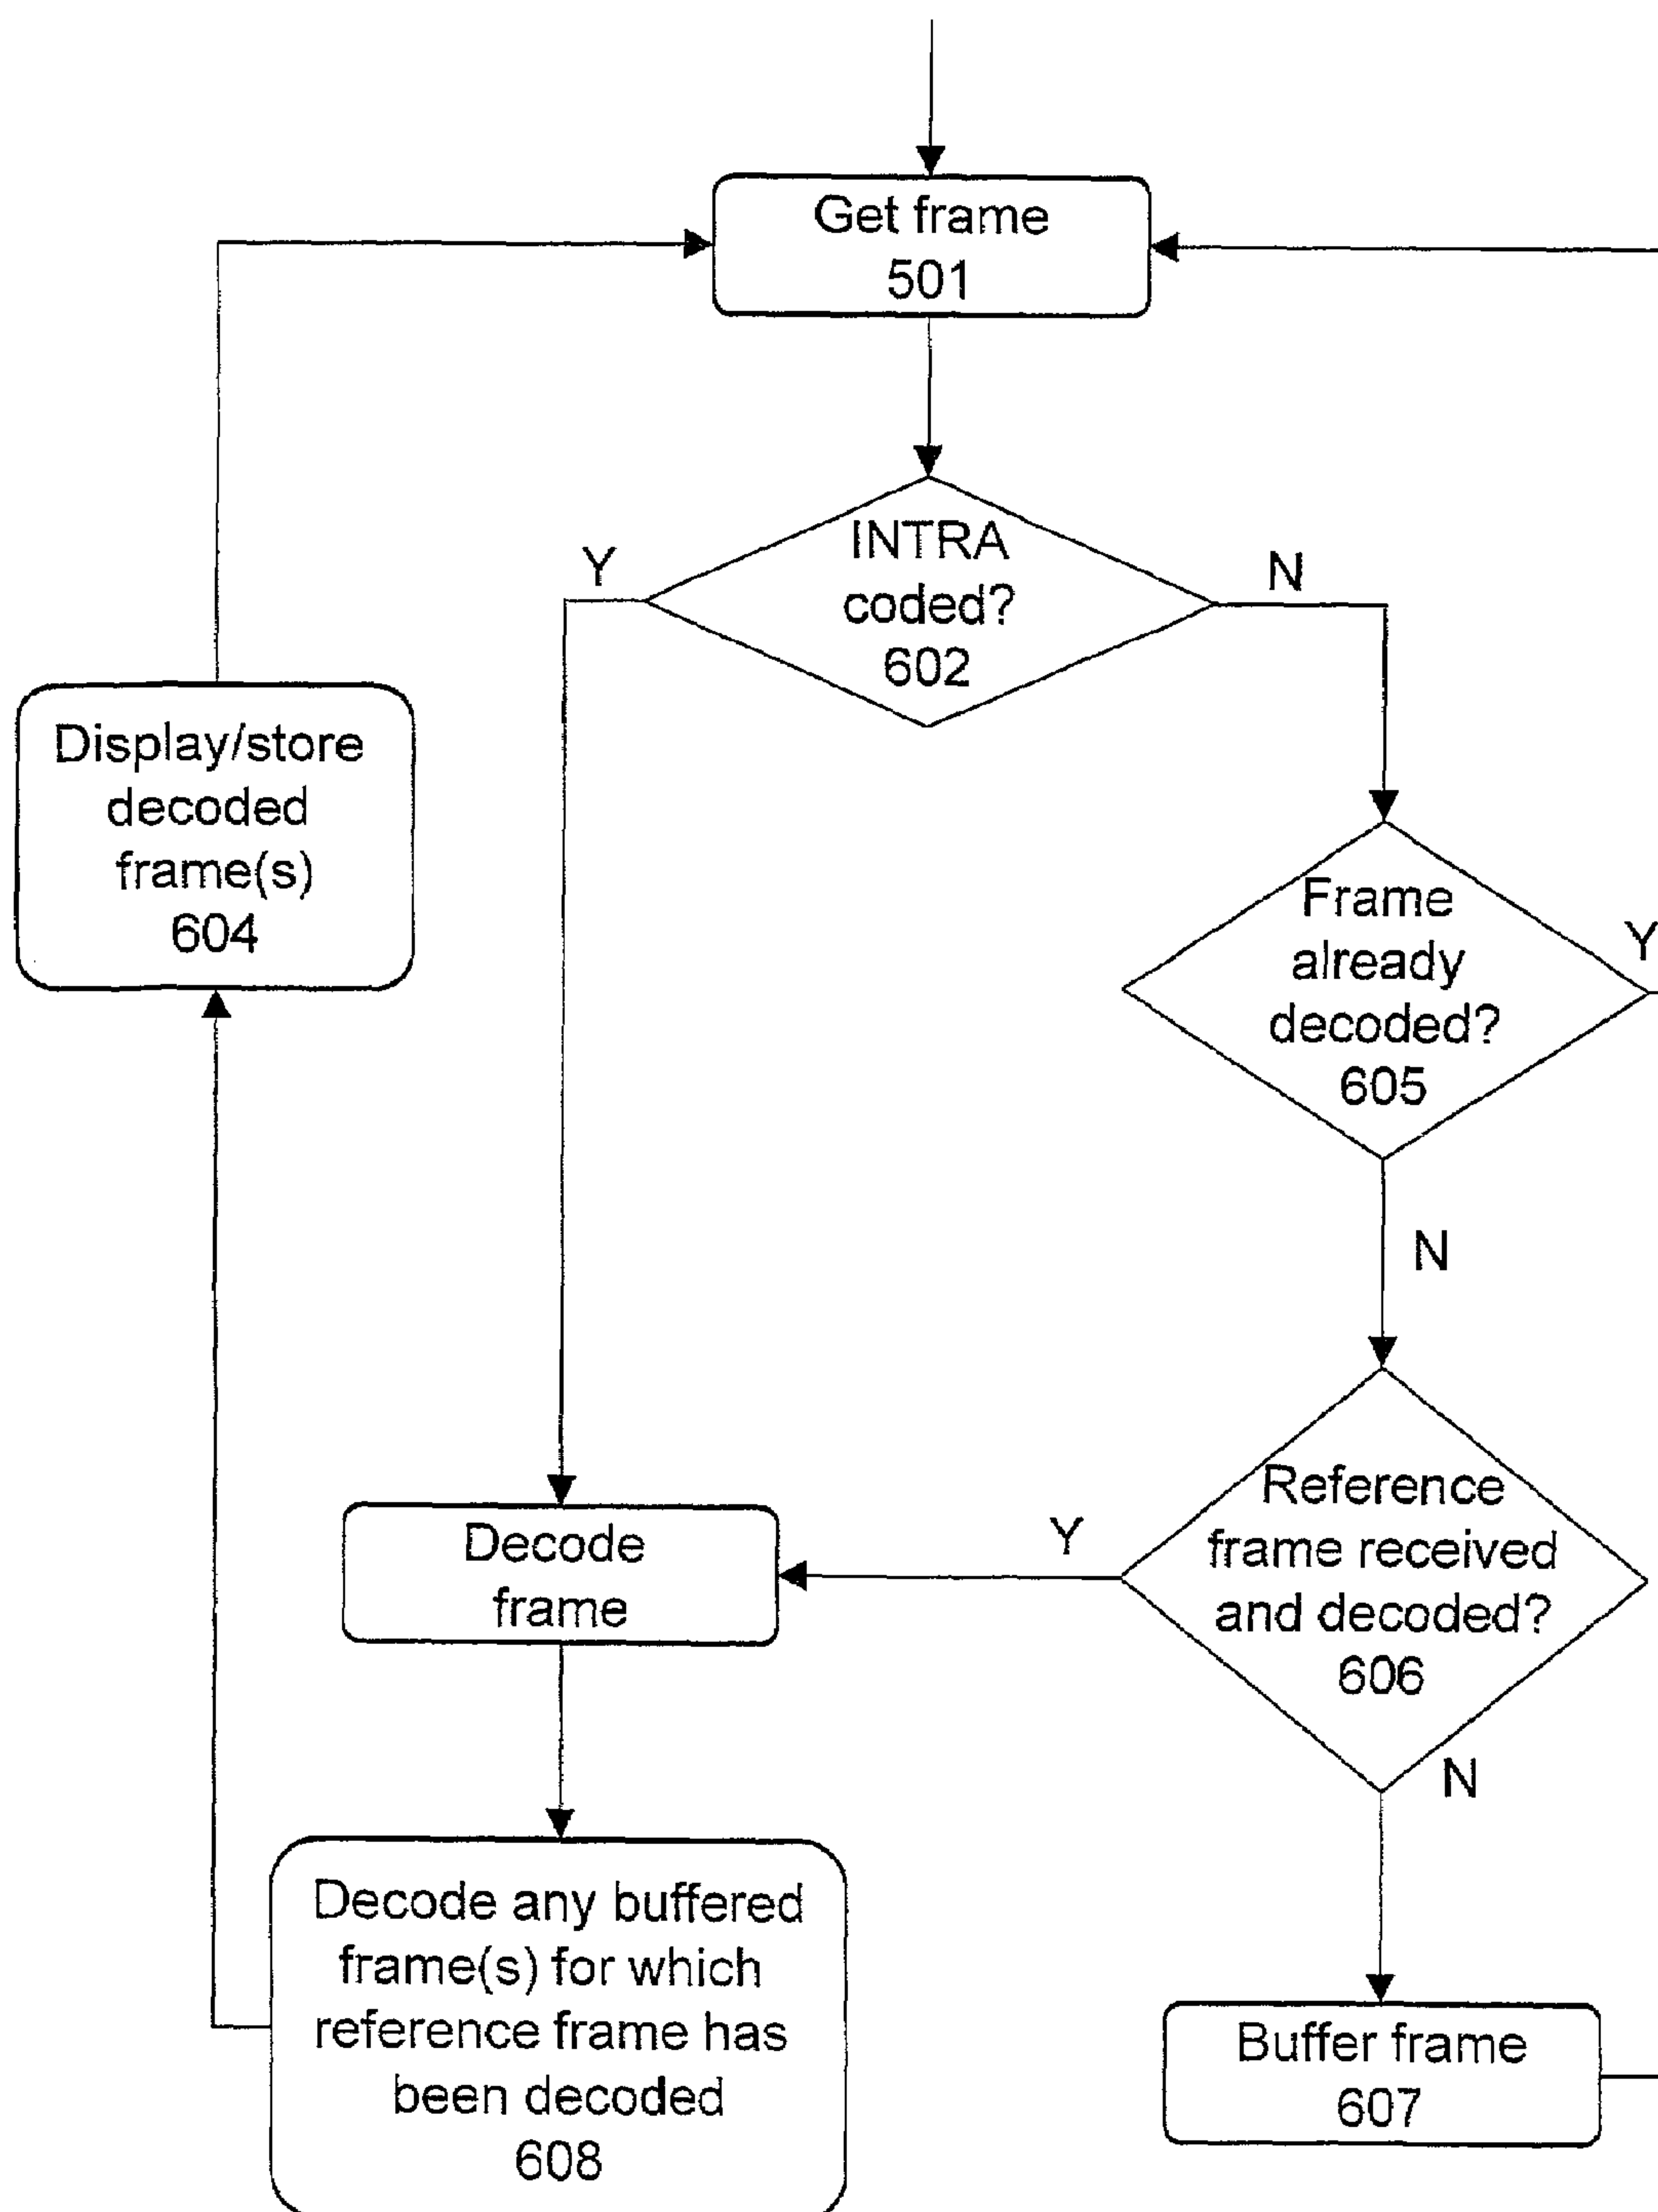 Get frame
501
INTRA
coded?
602
Y
N
Display/store
decoded
frame(s)
604
Frame
already
decoded?
605
Y
N
Reference
frame received
and decoded?
606
Y
N
Decode
frame
Decode any buffered
frame(s) for which
reference frame has
been decoded
608
Buffer frame
607